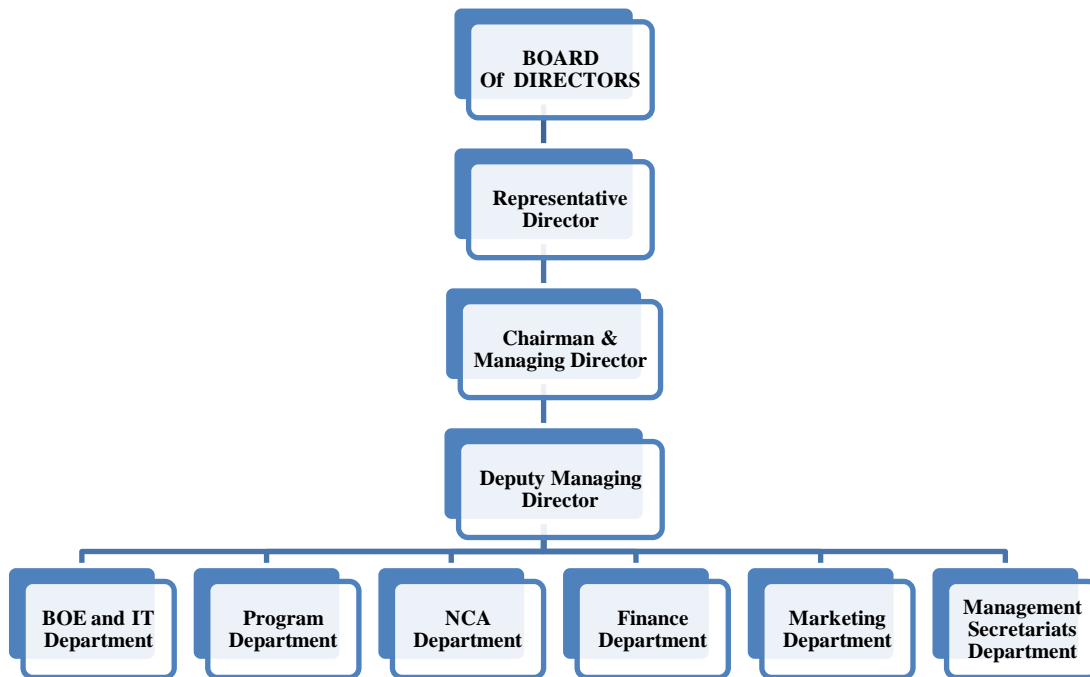 BOARD
Of DIRECTORS
Representative
Director
Chairman &
Managing Director
Deputy Managing
Director
BOE and IT
Department
Program
Department
NCA
Department
Finance
Department
Marketing
Department
Management
Secretariats
Department